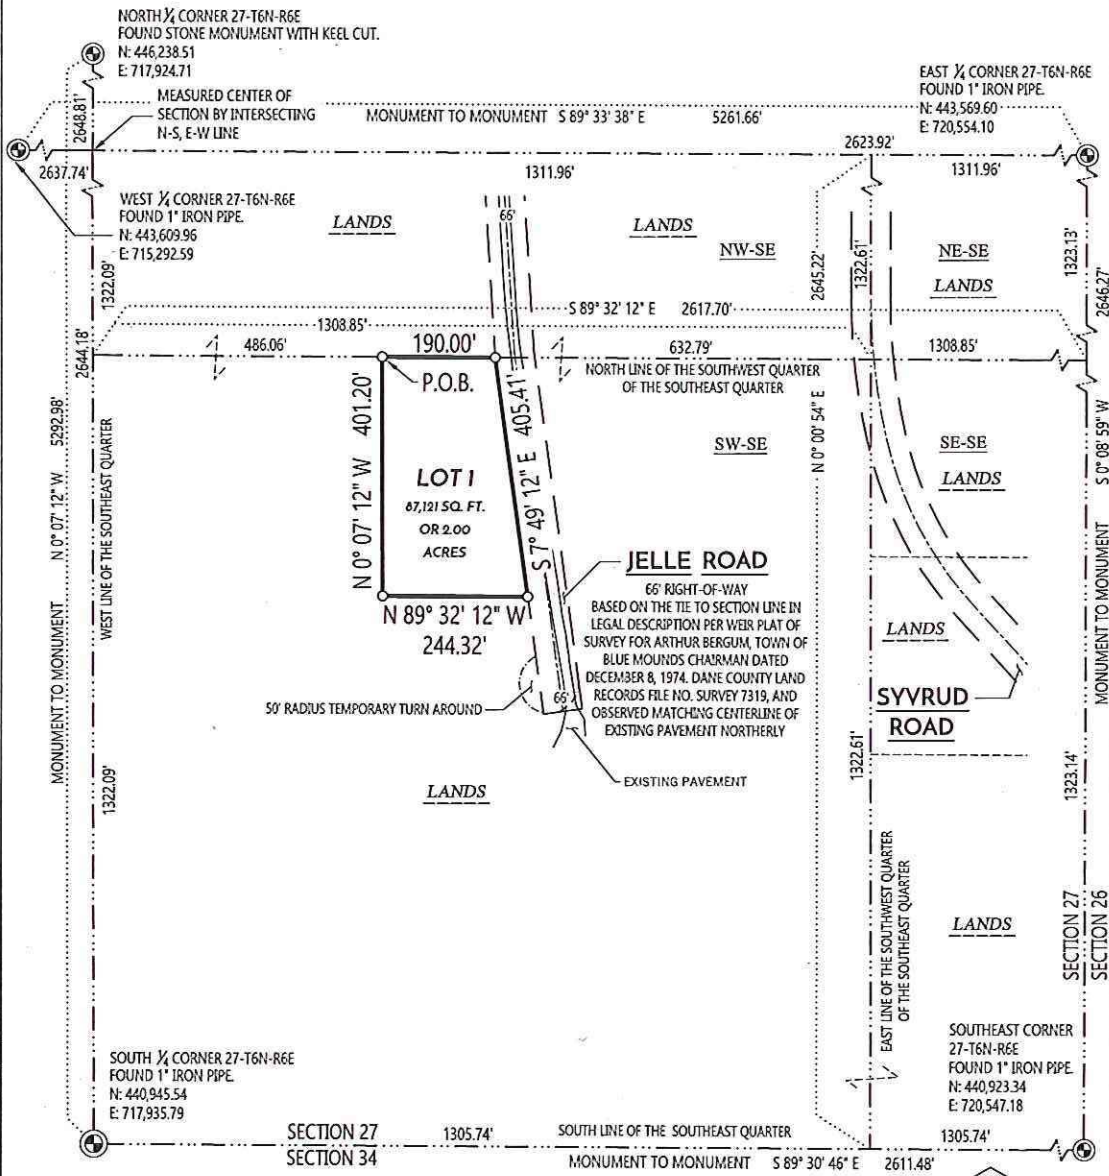 NORTH ¼ CORNER 27-T6N-R6E
FOUND STONE MONUMENT WITH KEEL CUT.
N: 446,238.51
E: 717,924.71
EAST ¼ CORNER 27-T6N-R6E
FOUND 1" IRON PIPE.
N: 443,569.60
E: 720,554.10
MEASURED CENTER OF
SECTION BY INTERSECTING
N-S, E-W LINE
MONUMENT TO MONUMENT S 89° 33' 38" E 5261.66'
2648.81'
2637.74'
2623.92'
1311.96'
1311.96'
WEST ¼ CORNER 27-T6N-R6E
FOUND 1" IRON PIPE.
N: 443,609.96
E: 715,292.59
LANDS
66'
LANDS
NW-SE
NE-SE
LANDS
1322.09'
2645.22'
1322.61'
1323.13'
2646.27'
S 89° 32' 12" E 2617.70'
1308.85'
2644.18'
486.06'
190.00'
632.79'
1308.85'
P.O.B.
NORTH LINE OF THE SOUTHWEST QUARTER
OF THE SOUTHEAST QUARTER
N 0° 07' 12" W 401.20'
S 7° 49' 12" E 405.41'
LOT 1
87,121 SQ. FT.
OR 2.00
ACRES
SW-SE
N 0° 00' 54" E
SE-SE
LANDS
MONUMENT TO MONUMENT N 0° 07' 12" W 5292.98'
WEST LINE OF THE SOUTHEAST QUARTER
MONUMENT TO MONUMENT S 0° 08' 59" W
N 89° 32' 12" W
244.32'
JELLE ROAD
66' RIGHT-OF-WAY
BASED ON THE TIE TO SECTION LINE IN
LEGAL DESCRIPTION PER WEIR PLAT OF
SURVEY FOR ARTHUR BERGUM, TOWN OF
BLUE MOUNDS CHAIRMAN DATED
DECEMBER 8, 1974. DANE COUNTY LAND
RECORDS FILE NO. SURVEY 7319, AND
OBSERVED MATCHING CENTERLINE OF
EXISTING PAVEMENT NORTHERLY
LANDS
SYVRUD
ROAD
50' RADIUS TEMPORARY TURN AROUND
66'
EXISTING PAVEMENT
1322.09'
LANDS
1322.61'
1323.14'
EAST LINE OF THE SOUTHWEST QUARTER
OF THE SOUTHEAST QUARTER
LANDS
SECTION 27
SECTION 26
SOUTH ¼ CORNER 27-T6N-R6E
FOUND 1" IRON PIPE.
N: 440,945.54
E: 717,935.79
SOUTHEAST CORNER
27-T6N-R6E
FOUND 1" IRON PIPE.
N: 440,923.34
E: 720,547.18
SECTION 27
SECTION 34
1305.74'
SOUTH LINE OF THE SOUTHEAST QUARTER
1305.74'
MONUMENT TO MONUMENT S 89° 30' 46" E 2611.48'